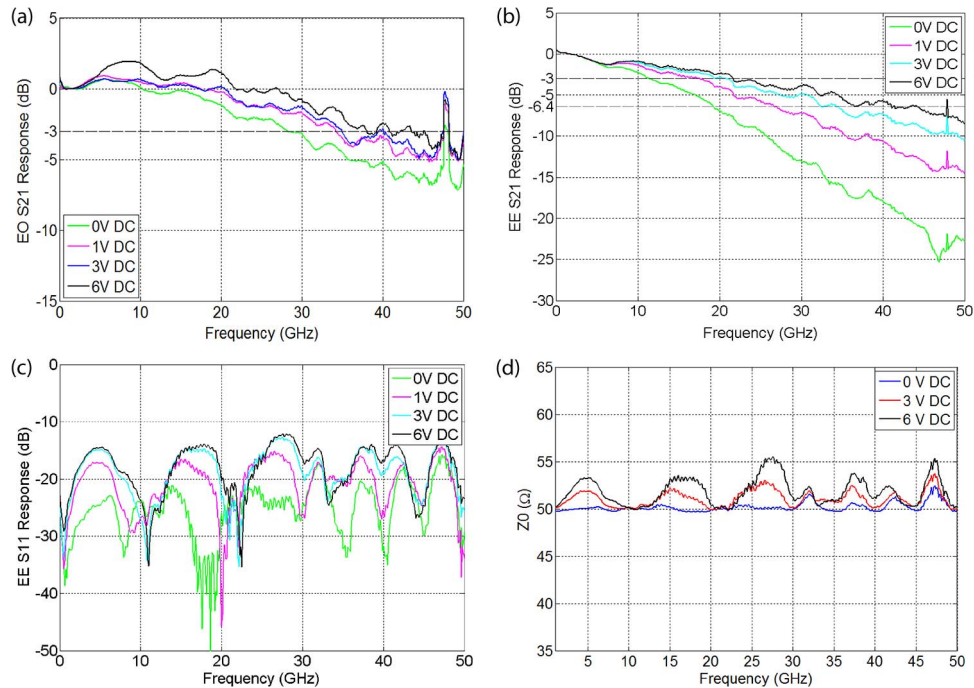 (a)
5
0
-3
-5
-10
-15
EO S21 Response (dB)
0V DC
1V DC
3V DC
6V DC
0 10 20 30 40 50
Frequency (GHz)
(b)
5
0
-3
-5
-6.4
-10
-15
-20
-25
-30
EE S21 Response (dB)
0V DC
1V DC
3V DC
6V DC
0 10 20 30 40 50
Frequency (GHz)
(c)
0
-10
-20
-30
-40
-50
EE S11 Response (dB)
0V DC
1V DC
3V DC
6V DC
0 10 20 30 40 50
Frequency (GHz)
(d)
65
60
55
50
45
40
35
Z0 (Ω)
0 V DC
3 V DC
6 V DC
5 10 15 20 25 30 35 40 45 50
Frequency (GHz)